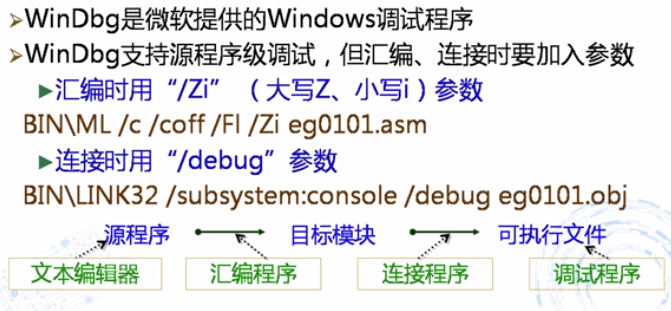 ➢WinDbg是微软提供的Windows调试程序
➢WinDbg支持源程序级调试，但汇编、连接时要加入参数
▶汇编时用“/Zi”（大写Z、小写i）参数
BIN\ML /c /coff /Fl /Zi eg0101.asm
▶连接时用“/debug”参数
BIN\LINK32 /subsystem:console /debug eg0101.obj
源程序 目标模块 可执行文件
文本编辑器 汇编程序 连接程序 调试程序